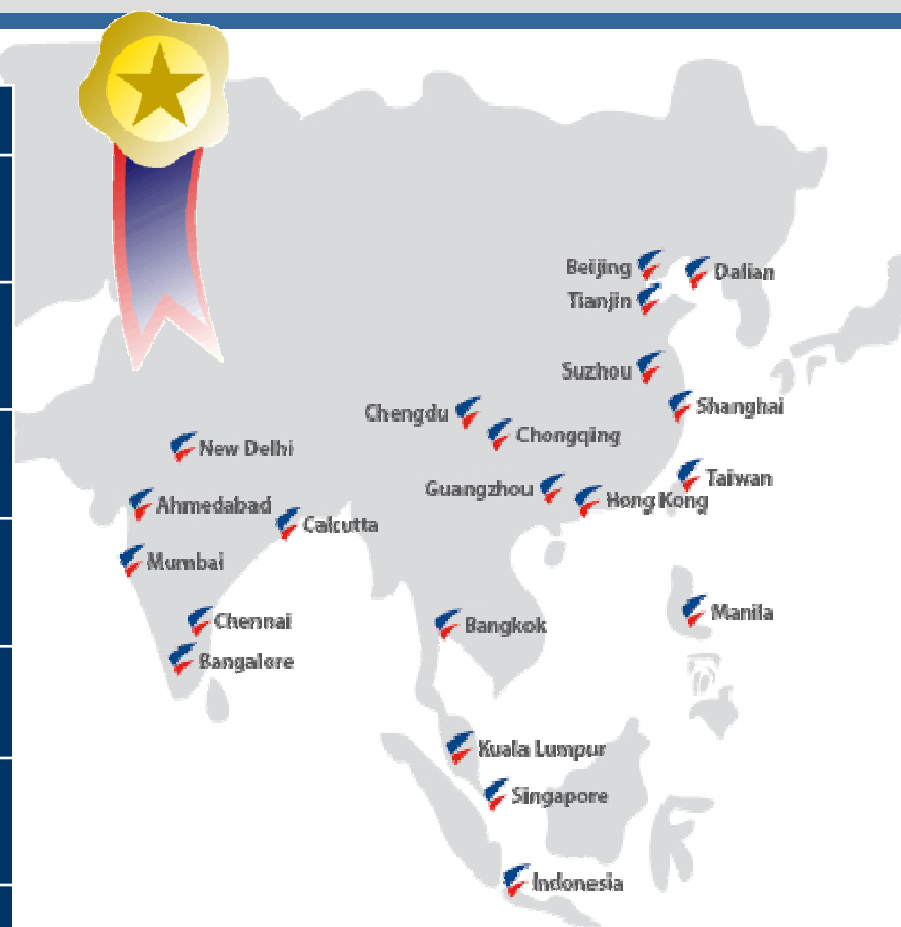 Beijing
Dalian
Tianjin
Suzhou
Shanghai
Chengdu
Chongqing
New Delhi
Taiwan
Guangzhou
Hong Kong
Ahmedabad
Calcutta
Mumbai
Manila
Chennai
Bangkok
Bangalore
Kuala Lumpur
Singapore
Indonesia